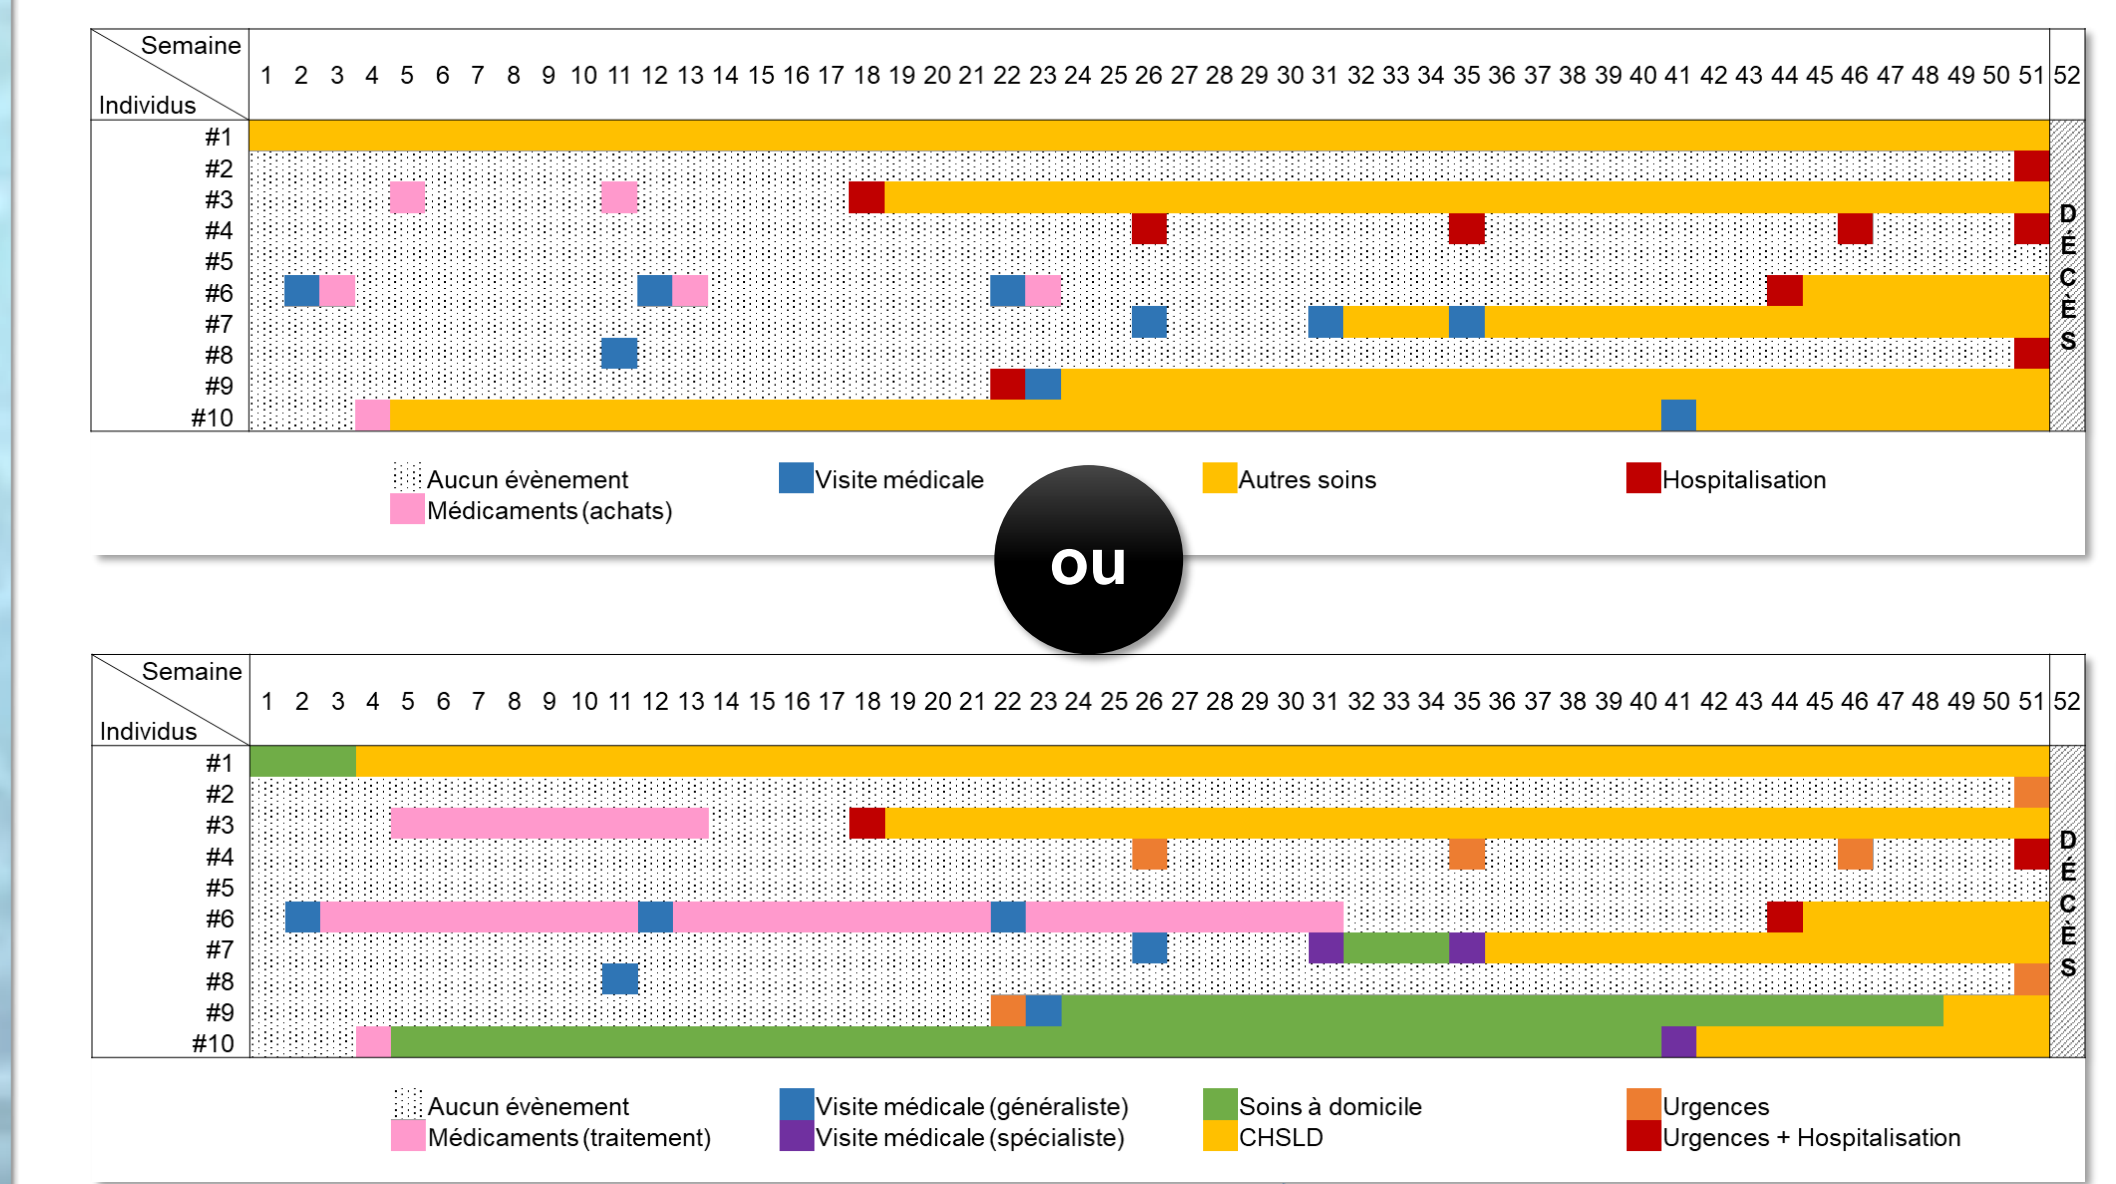 Semaine
1 2 3 4 5 6 7 8 9 10 11 12 13 14 15 16 17 18 19 20 21 22 23 24 25 26 27 28 29 30 31 32 33 34 35 36 37 38 39 40 41 42 43 44 45 46 47 48 49 50 51 52
Individus
#1
#2
#3
#4
#5
#6
#7
#8
#9
#10
DÉCÈS
Aucun évènement Visite médicale Autres soins Hospitalisation
Médicaments (achats)
ou
Semaine
1 2 3 4 5 6 7 8 9 10 11 12 13 14 15 16 17 18 19 20 21 22 23 24 25 26 27 28 29 30 31 32 33 34 35 36 37 38 39 40 41 42 43 44 45 46 47 48 49 50 51 52
Individus
#1
#2
#3
#4
#5
#6
#7
#8
#9
#10
DÉCÈS
Aucun évènement Visite médicale (généraliste) Soins à domicile Urgences
Médicaments (traitement) Visite médicale (spécialiste) CHSLD Urgences + Hospitalisation